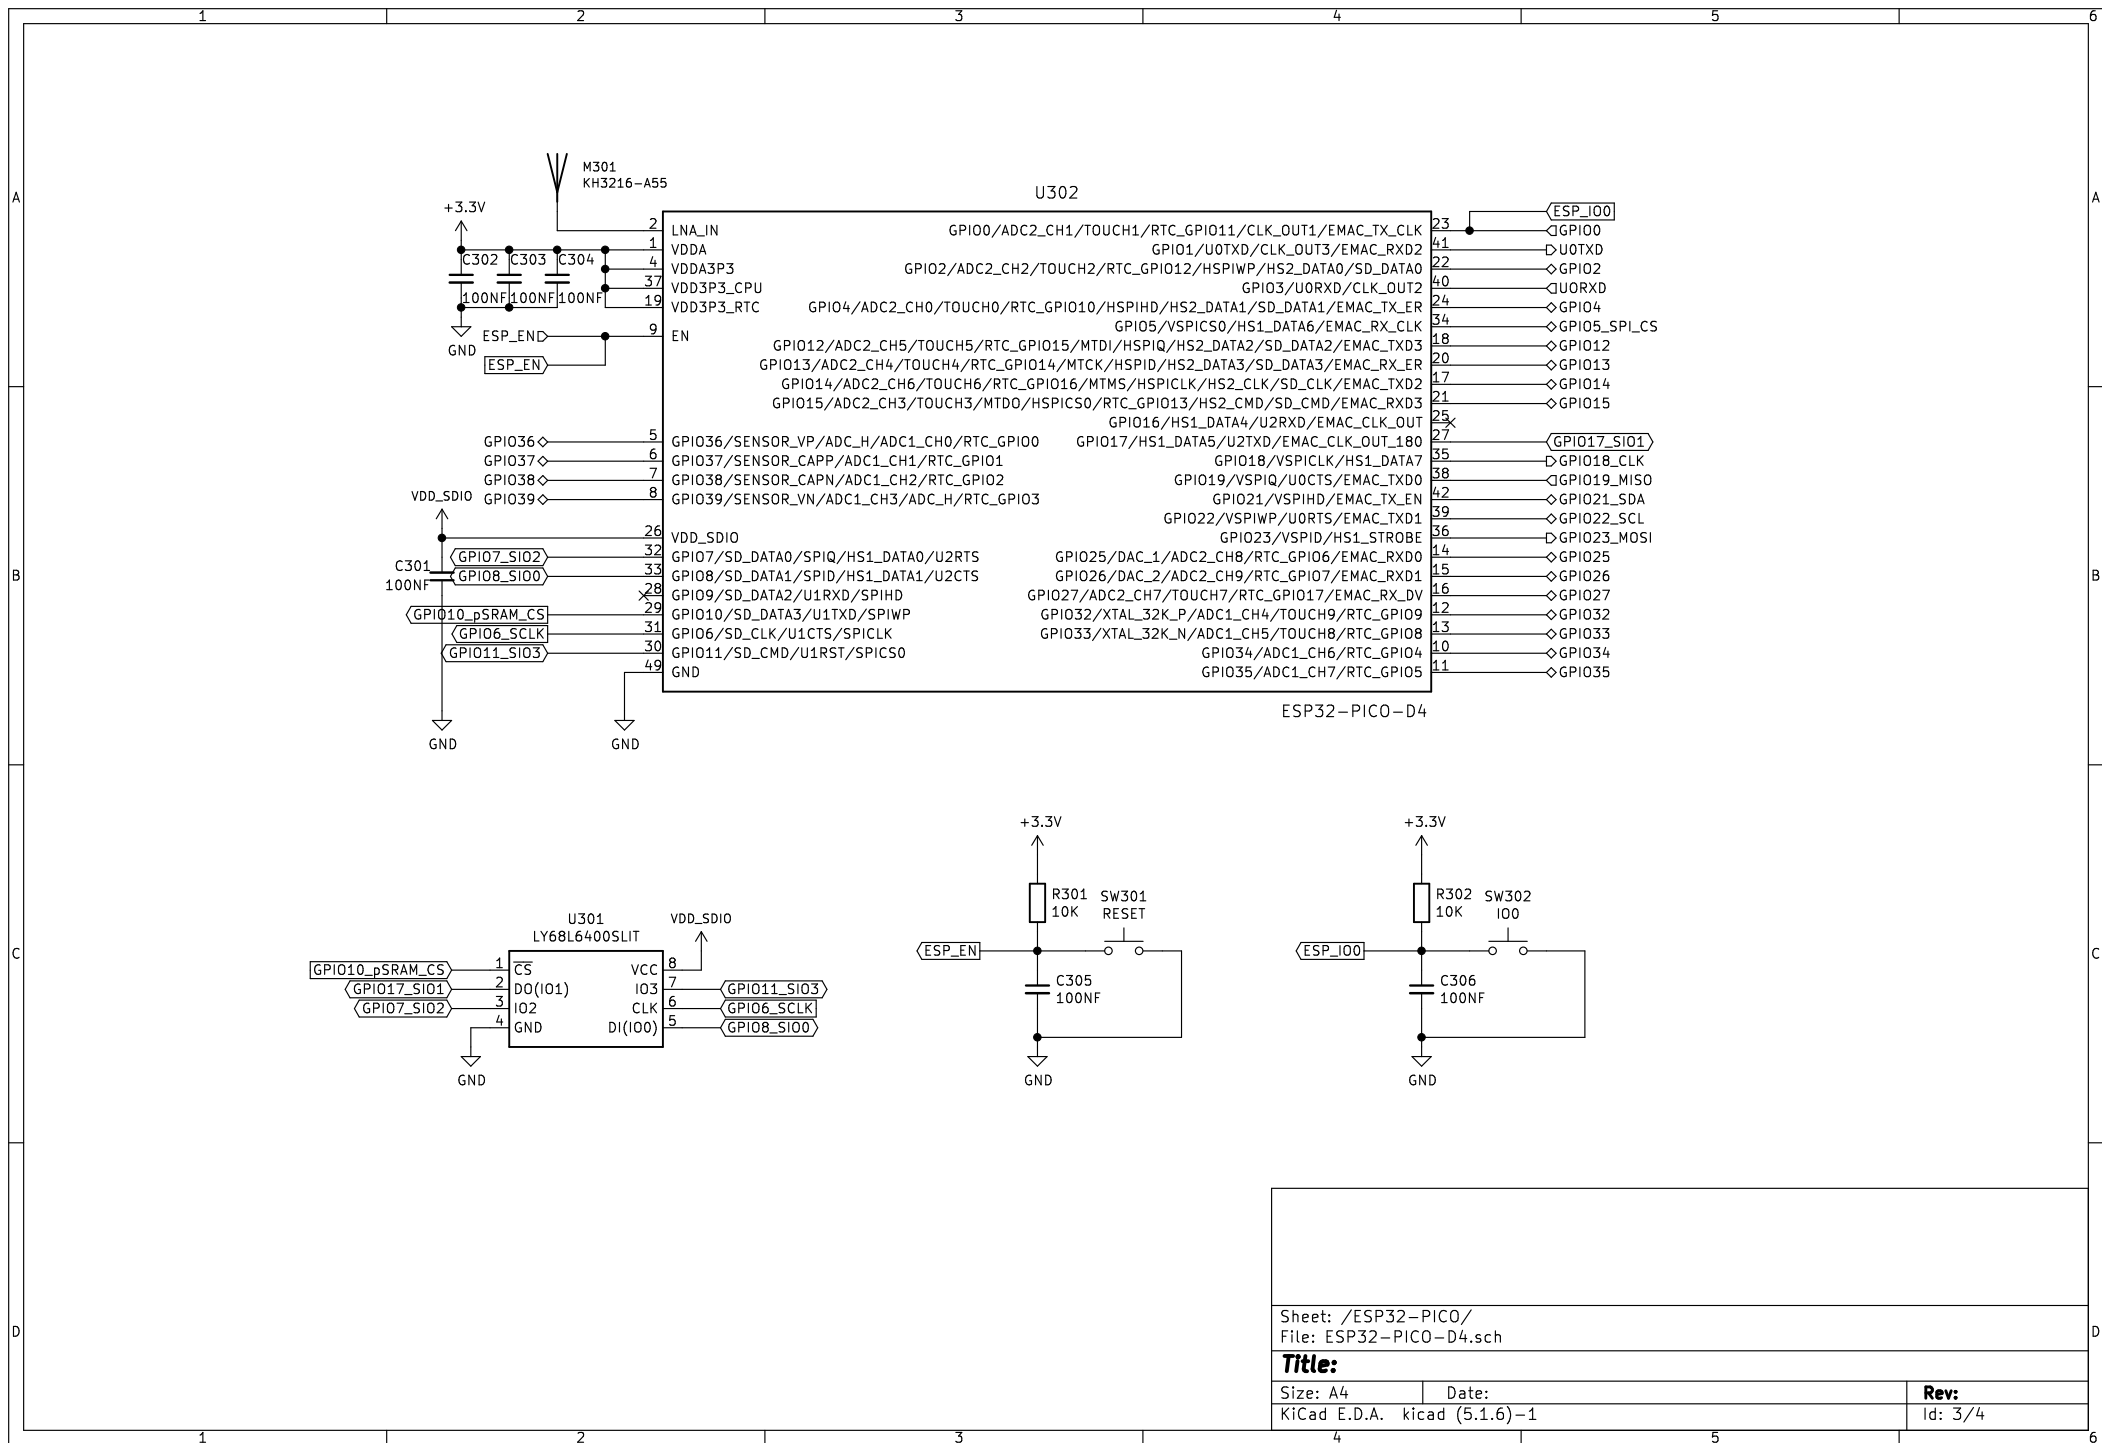 1 2 3 4 5 6
A
A
B
B
C
C
D
D
M301
KH3216-A55
U302
+3.3V
C302 C303 C304
100NF 100NF 100NF
GND
ESP_EN
ESP_EN
2 LNA_IN
1 VDDA
4 VDDA3P3
37 VDD3P3_CPU
19 VDD3P3_RTC
9 EN
GPIO36 5 GPIO36/SENSOR_VP/ADC_H/ADC1_CH0/RTC_GPIO0
GPIO37 6 GPIO37/SENSOR_CAPP/ADC1_CH1/RTC_GPIO1
GPIO38 7 GPIO38/SENSOR_CAPN/ADC1_CH2/RTC_GPIO2
GPIO39 8 GPIO39/SENSOR_VN/ADC1_CH3/ADC_H/RTC_GPIO3
VDD_SDIO
26 VDD_SDIO
GPIO7_SIO2 32 GPIO7/SD_DATA0/SPIQ/HS1_DATA0/U2RTS
C301
100NF
GPIO8_SIO0 33 GPIO8/SD_DATA1/SPID/HS1_DATA1/U2CTS
28 GPIO9/SD_DATA2/U1RXD/SPIHD
GPIO10_pSRAM_CS 29 GPIO10/SD_DATA3/U1TXD/SPIWP
GPIO6_SCLK 31 GPIO6/SD_CLK/U1CTS/SPICLK
GPIO11_SIO3 30 GPIO11/SD_CMD/U1RST/SPICS0
49 GND
GND
GND
ESP_IO0
GPIO0/ADC2_CH1/TOUCH1/RTC_GPIO11/CLK_OUT1/EMAC_TX_CLK 23 GPIO0
GPIO1/U0TXD/CLK_OUT3/EMAC_RXD2 41 U0TXD
GPIO2/ADC2_CH2/TOUCH2/RTC_GPIO12/HSPIWP/HS2_DATA0/SD_DATA0 22 GPIO2
GPIO3/U0RXD/CLK_OUT2 40 U0RXD
GPIO4/ADC2_CH0/TOUCH0/RTC_GPIO10/HSPIHD/HS2_DATA1/SD_DATA1/EMAC_TX_ER 24 GPIO4
GPIO5/VSPICS0/HS1_DATA6/EMAC_RX_CLK 34 GPIO5_SPI_CS
GPIO12/ADC2_CH5/TOUCH5/RTC_GPIO15/MTDI/HSPIQ/HS2_DATA2/SD_DATA2/EMAC_TXD3 18 GPIO12
GPIO13/ADC2_CH4/TOUCH4/RTC_GPIO14/MTCK/HSPID/HS2_DATA3/SD_DATA3/EMAC_RX_ER 20 GPIO13
GPIO14/ADC2_CH6/TOUCH6/RTC_GPIO16/MTMS/HSPICLK/HS2_CLK/SD_CLK/EMAC_TXD2 17 GPIO14
GPIO15/ADC2_CH3/TOUCH3/MTDO/HSPICS0/RTC_GPIO13/HS2_CMD/SD_CMD/EMAC_RXD3 21 GPIO15
GPIO16/HS1_DATA4/U2RXD/EMAC_CLK_OUT 25
GPIO17/HS1_DATA5/U2TXD/EMAC_CLK_OUT_180 27 GPIO17_SIO1
GPIO18/VSPICLK/HS1_DATA7 35 GPIO18_CLK
GPIO19/VSPIQ/U0CTS/EMAC_TXD0 38 GPIO19_MISO
GPIO21/VSPIHD/EMAC_TX_EN 42 GPIO21_SDA
GPIO22/VSPIWP/U0RTS/EMAC_TXD1 39 GPIO22_SCL
GPIO23/VSPID/HS1_STROBE 36 GPIO23_MOSI
GPIO25/DAC_1/ADC2_CH8/RTC_GPIO6/EMAC_RXD0 14 GPIO25
GPIO26/DAC_2/ADC2_CH9/RTC_GPIO7/EMAC_RXD1 15 GPIO26
GPIO27/ADC2_CH7/TOUCH7/RTC_GPIO17/EMAC_RX_DV 16 GPIO27
GPIO32/XTAL_32K_P/ADC1_CH4/TOUCH9/RTC_GPIO9 12 GPIO32
GPIO33/XTAL_32K_N/ADC1_CH5/TOUCH8/RTC_GPIO8 13 GPIO33
GPIO34/ADC1_CH6/RTC_GPIO4 10 GPIO34
GPIO35/ADC1_CH7/RTC_GPIO5 11 GPIO35
ESP32-PICO-D4
U301
LY68L6400SLIT
VDD_SDIO
GPIO10_pSRAM_CS 1 CS VCC 8
GPIO17_SIO1 2 DO(IO1) IO3 7 GPIO11_SIO3
GPIO7_SIO2 3 IO2 CLK 6 GPIO6_SCLK
4 GND DI(IO0) 5 GPIO8_SIO0
GND
+3.3V
R301
10K
SW301
RESET
ESP_EN
C305
100NF
GND
+3.3V
R302
10K
SW302
IO0
ESP_IO0
C306
100NF
GND
Sheet: /ESP32-PICO/
File: ESP32-PICO-D4.sch
Title:
Size: A4 Date: Rev:
KiCad E.D.A. kicad (5.1.6)-1 Id: 3/4
1 2 3 4 5 6